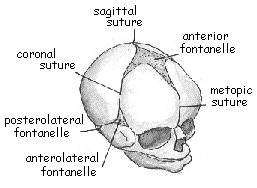 sagittal
suture
anterior
fontanelle
coronal
suture
metopic
suture
posterolateral
fontanelle
anterolateral
fontanelle